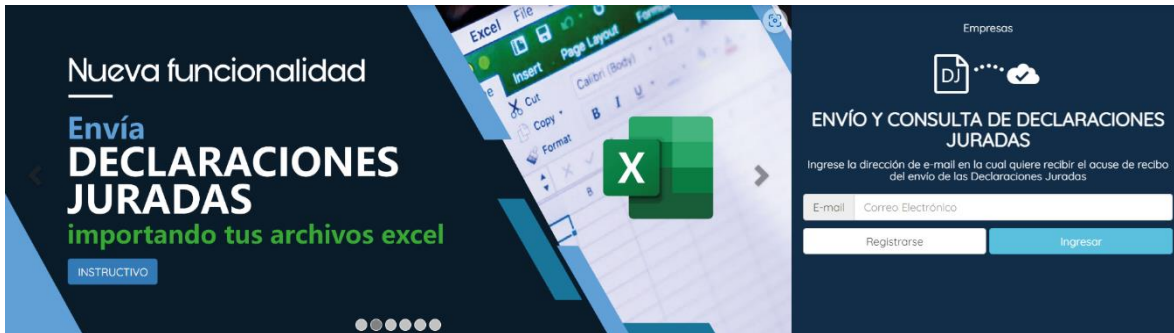 Nueva funcionalidad
Envía
DECLARACIONES
JURADAS
importando tus archivos excel
INSTRUCTIVO
Excel File
Insert Page Layout
Cut
Copy
Format
Calibri (Body) 12
B I U
X
B
Empresas
DJ
ENVÍO Y CONSULTA DE DECLARACIONES
JURADAS
Ingrese la dirección de e-mail en la cual quiere recibir el acuse de recibo
del envío de las Declaraciones Juradas
E-mail Correo Electrónico
Registrarse Ingresar